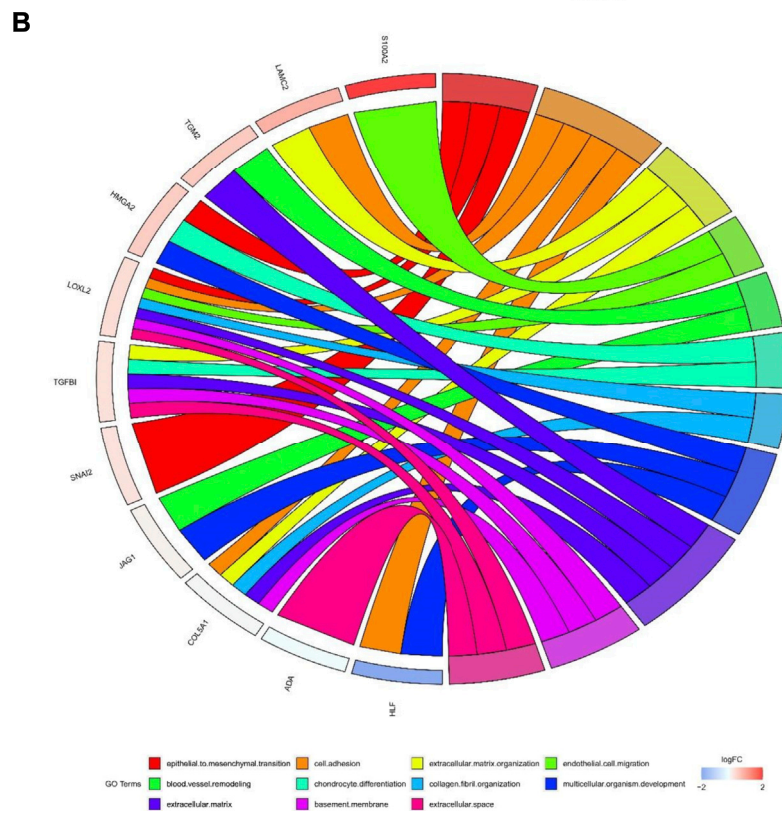 B
S100A2
LAMC2
TGM2
HMGA2
LOXL2
TGFBI
SNAI2
JAG1
COL5A1
ADA
HLF
GO Terms
epithelial.to.mesenchymal.transition
cell.adhesion
extracellular.matrix.organization
endothelial.cell.migration
blood.vessel.remodeling
chondrocyte.differentiation
collagen.fibril.organization
multicellular.organism.development
extracellular.matrix
basement.membrane
extracellular.space
logFC
−2 2